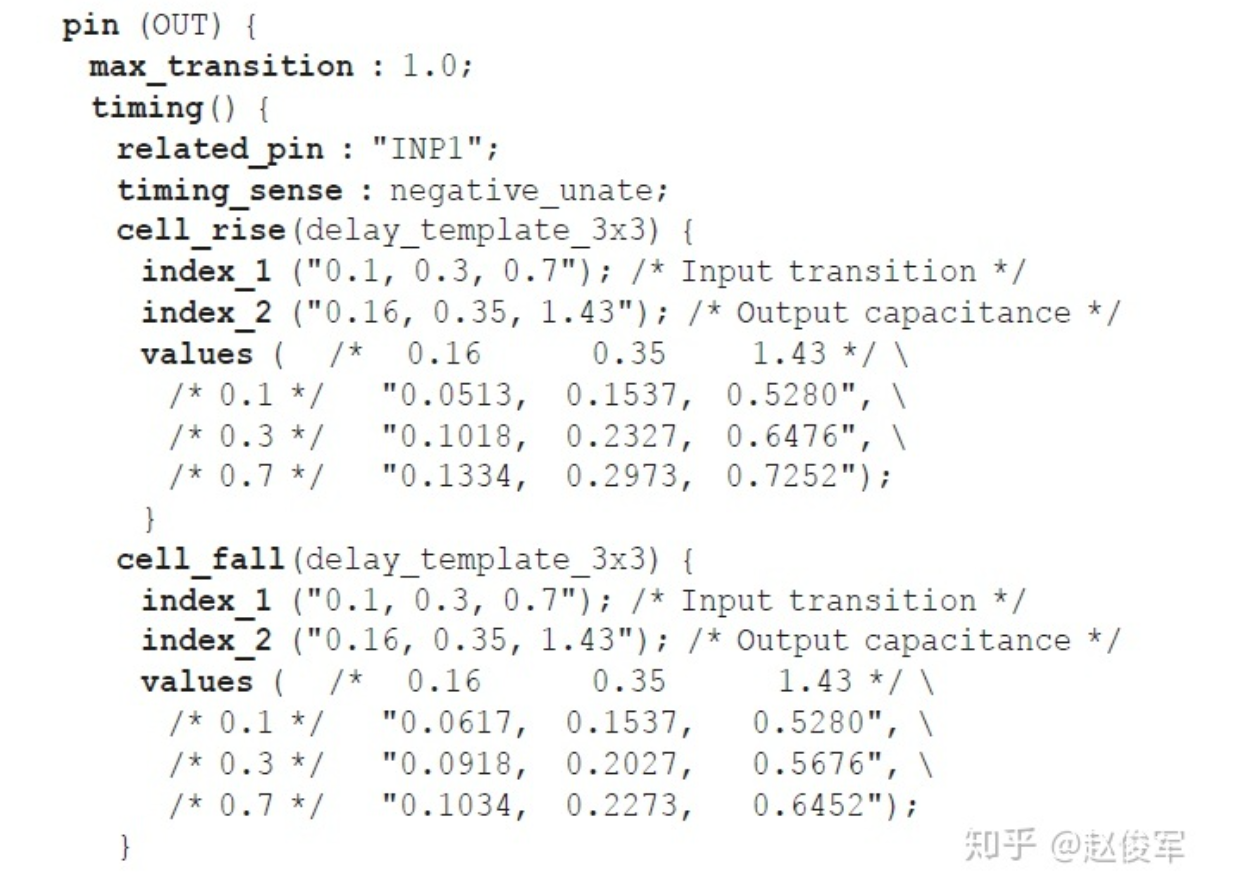 pin (OUT) {
max_transition : 1.0;
timing() {
related_pin : "INP1";
timing_sense : negative_unate;
cell_rise(delay_template_3x3) {
index_1 ("0.1, 0.3, 0.7"); /* Input transition */
index_2 ("0.16, 0.35, 1.43"); /* Output capacitance */
values ( /* 0.16 0.35 1.43 */ \
/* 0.1 */ "0.0513, 0.1537, 0.5280", \
/* 0.3 */ "0.1018, 0.2327, 0.6476", \
/* 0.7 */ "0.1334, 0.2973, 0.7252");
}
cell_fall(delay_template_3x3) {
index_1 ("0.1, 0.3, 0.7"); /* Input transition */
index_2 ("0.16, 0.35, 1.43"); /* Output capacitance */
values ( /* 0.16 0.35 1.43 */ \
/* 0.1 */ "0.0617, 0.1537, 0.5280", \
/* 0.3 */ "0.0918, 0.2027, 0.5676", \
/* 0.7 */ "0.1034, 0.2273, 0.6452");
}
知乎 @赵俊军